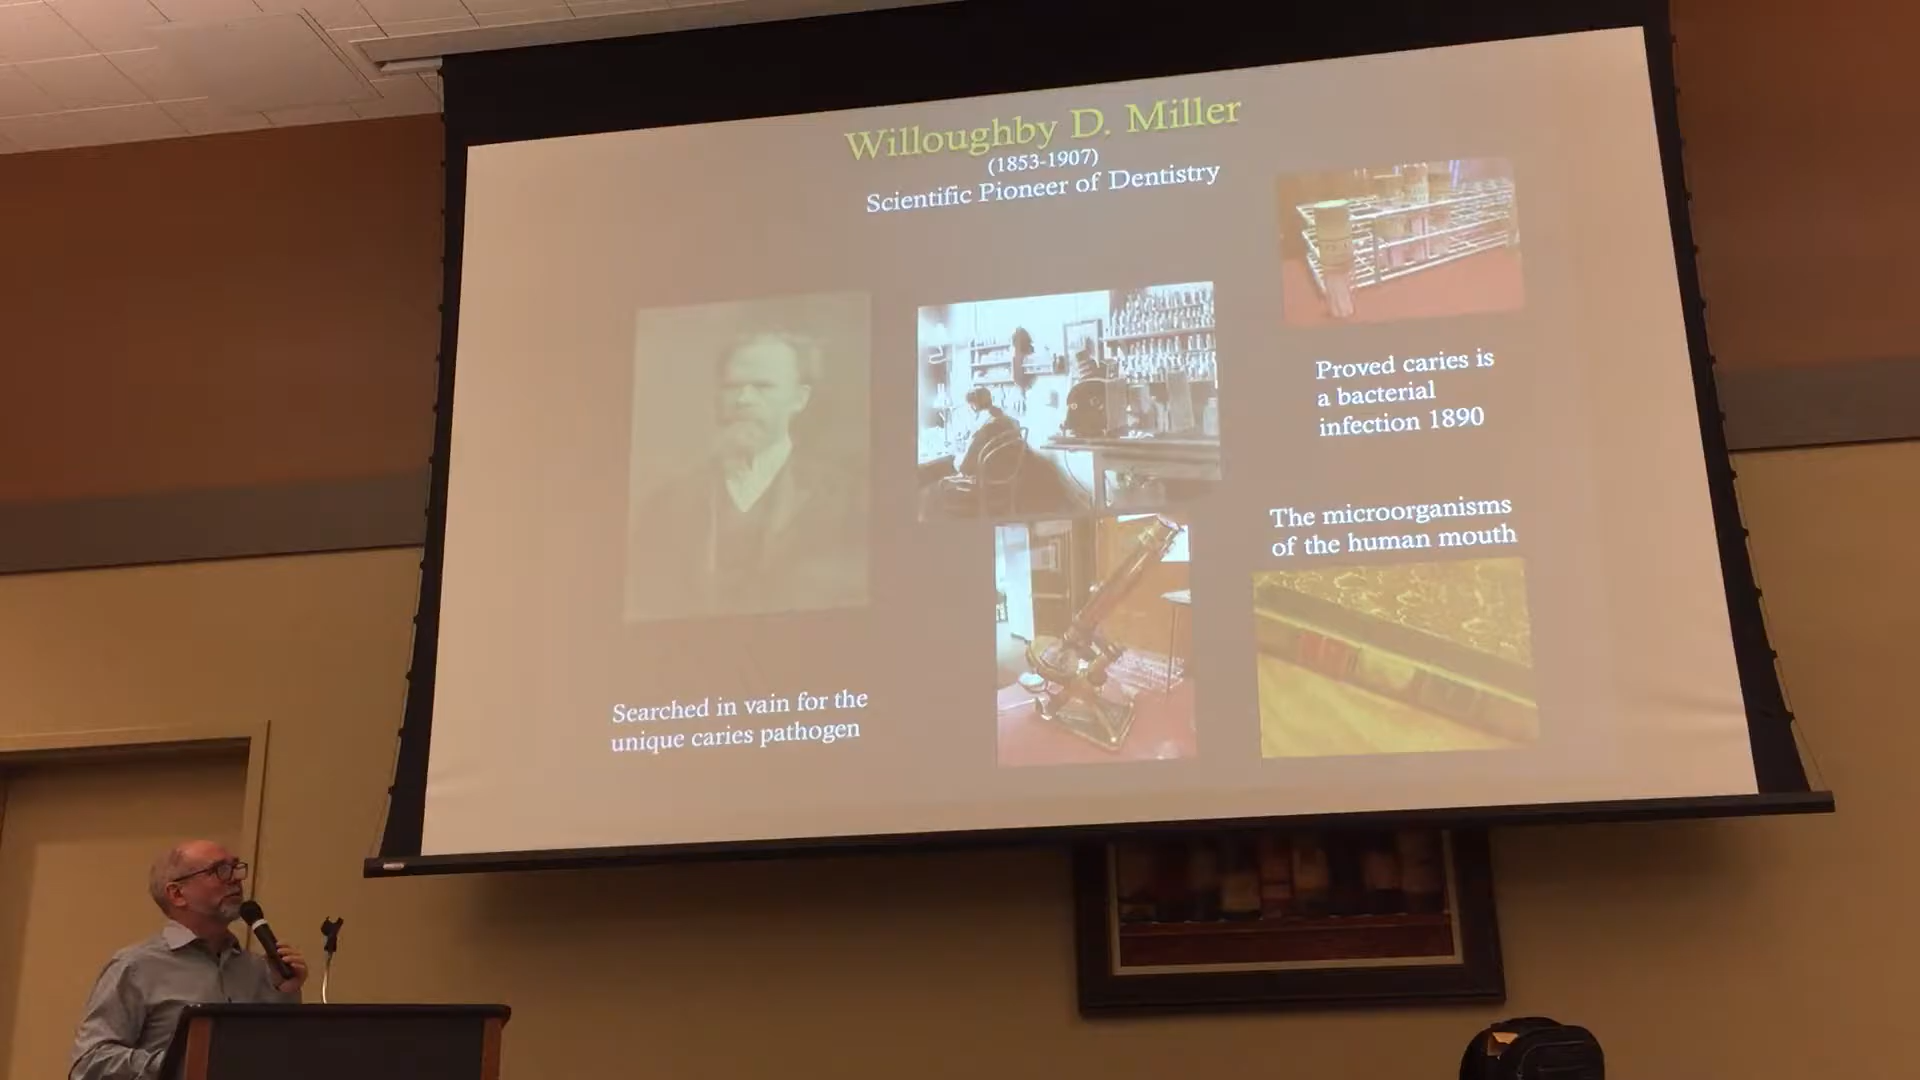 Willoughby D. Miller
(1853-1907)
Scientific Pioneer of Dentistry
Proved caries is
a bacterial
infection 1890
The microorganisms
of the human mouth
Searched in vain for the
unique caries pathogen